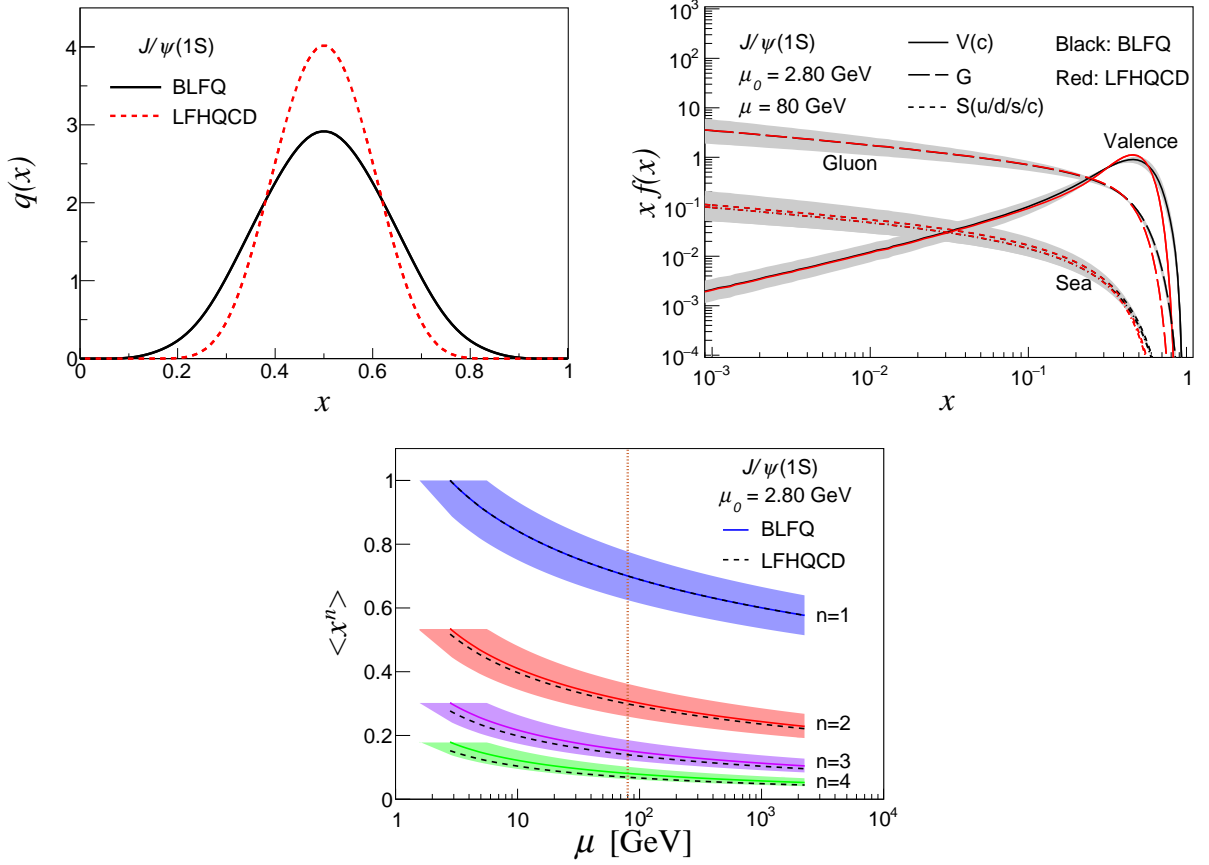 J/ψ(1S)
BLFQ
LFHQCD
q(x)
4
3
2
1
0
0 0.2 0.4 0.6 0.8 1
x
J/ψ(1S)
μ₀ = 2.80 GeV
μ = 80 GeV
V(c)
G
S(u/d/s/c)
Black: BLFQ
Red: LFHQCD
Valence
Gluon
Sea
x f(x)
10³
10²
10
1
10⁻¹
10⁻²
10⁻³
10⁻⁴
10⁻³ 10⁻² 10⁻¹ 1
x
J/ψ(1S)
μ₀ = 2.80 GeV
BLFQ
LFHQCD
n=1
n=2
n=3
n=4
<xⁿ>
1
0.8
0.6
0.4
0.2
0
1 10 10² 10³ 10⁴
μ [GeV]